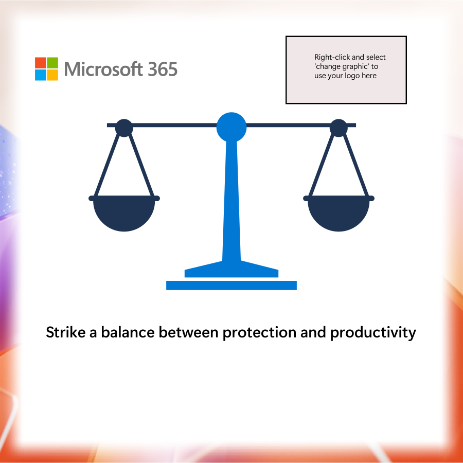 Microsoft 365
Right-click and select
'change graphic' to
use your logo here
Strike a balance between protection and productivity